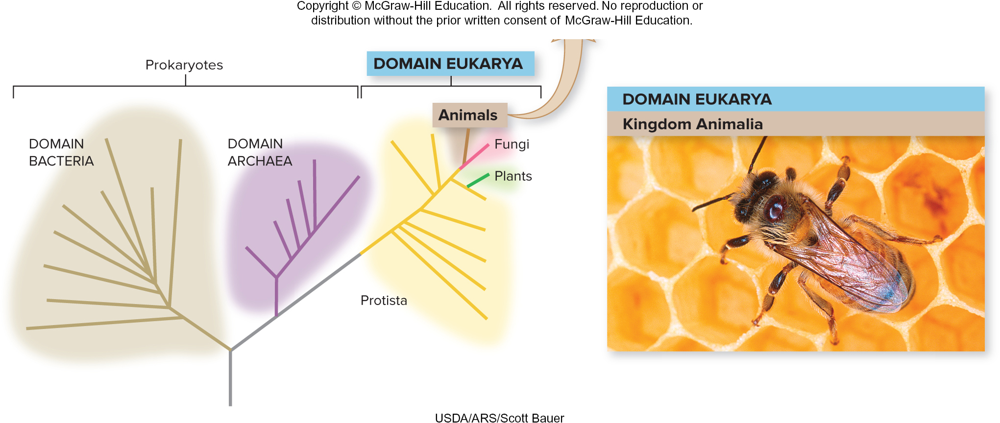 Copyright © McGraw-Hill Education. All rights reserved. No reproduction or
distribution without the prior written consent of McGraw-Hill Education.
Prokaryotes
DOMAIN EUKARYA
DOMAIN
BACTERIA
DOMAIN
ARCHAEA
Animals
Fungi
Plants
Protista
DOMAIN EUKARYA
Kingdom Animalia
USDA/ARS/Scott Bauer